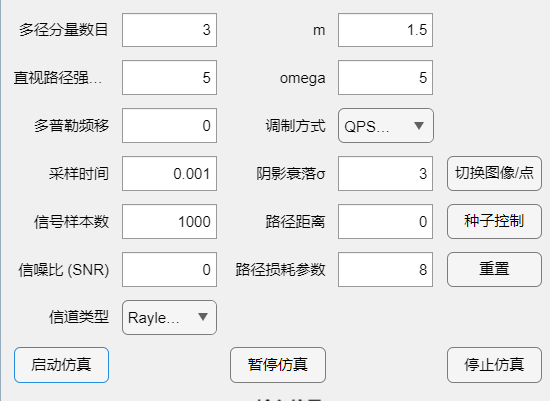 多径分量数目 3 m 1.5
直视路径强… 5 omega 5
多普勒频移 0 调制方式 QPS…
采样时间 0.001 阴影衰落σ 3 切换图像/点
信号样本数 1000 路径距离 0 种子控制
信噪比 (SNR) 0 路径损耗参数 8 重置
信道类型 Rayle…
启动仿真 暂停仿真 停止仿真